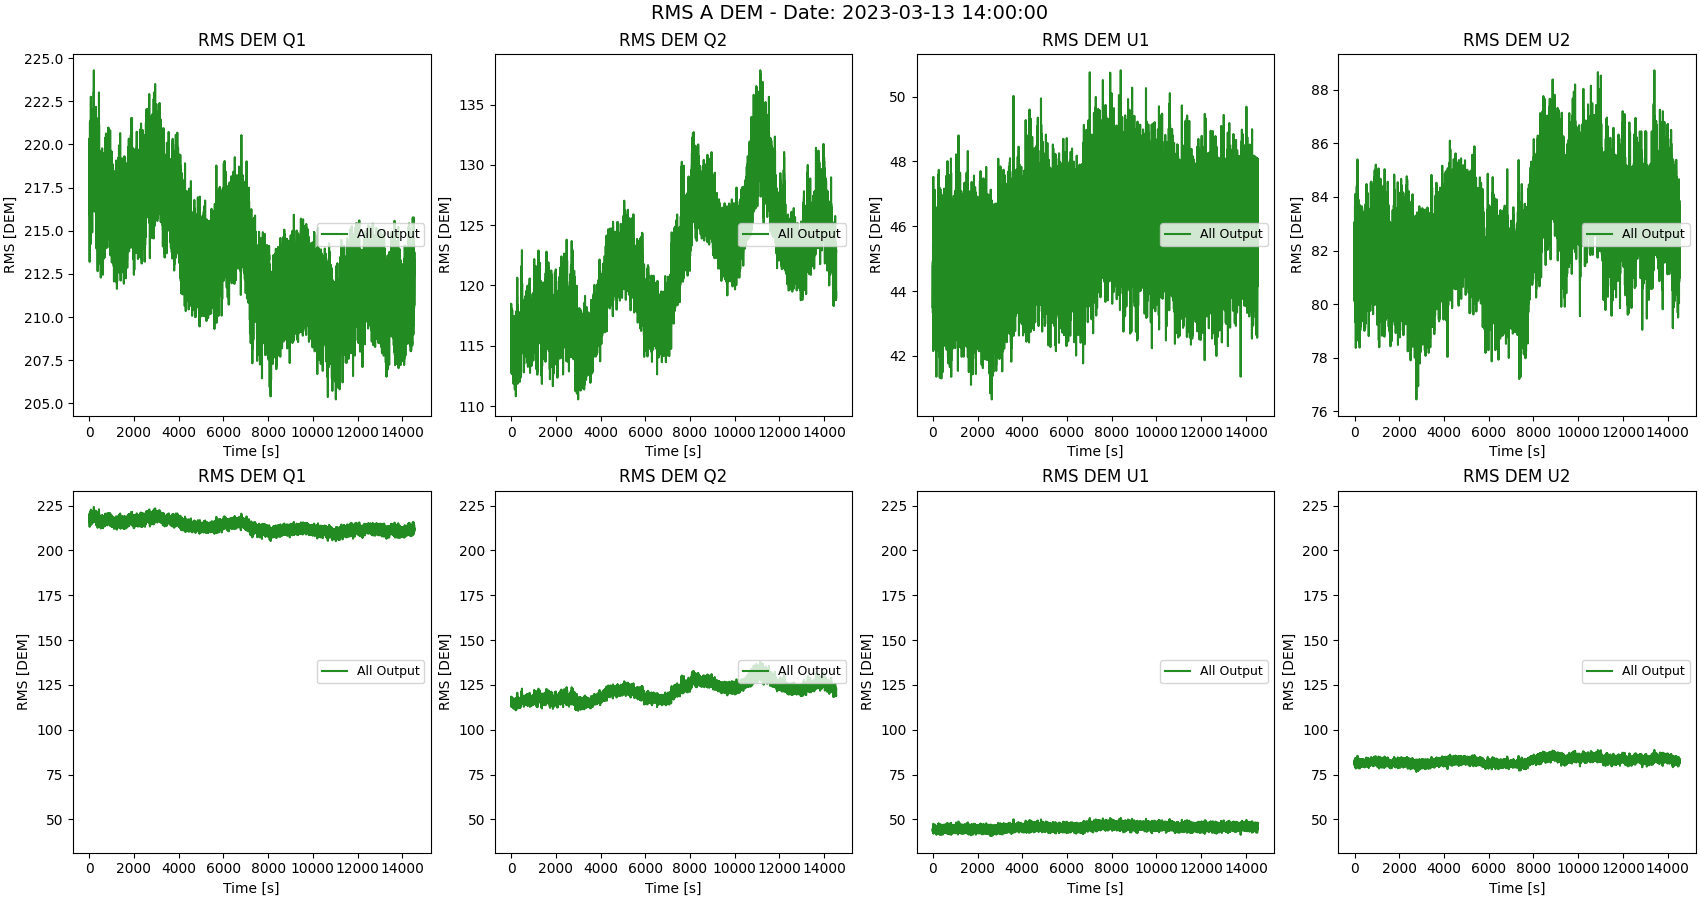 RMS A DEM - Date: 2023-03-13 14:00:00
RMS DEM Q1
RMS [DEM]
225.0
222.5
220.0
217.5
215.0
212.5
210.0
207.5
205.0
All Output
0 2000 4000 6000 8000 10000 12000 14000
Time [s]
RMS DEM Q2
RMS [DEM]
135
130
125
120
115
110
All Output
0 2000 4000 6000 8000 10000 12000 14000
Time [s]
RMS DEM U1
RMS [DEM]
50
48
46
44
42
All Output
0 2000 4000 6000 8000 10000 12000 14000
Time [s]
RMS DEM U2
RMS [DEM]
88
86
84
82
80
78
76
All Output
0 2000 4000 6000 8000 10000 12000 14000
Time [s]
RMS DEM Q1
RMS [DEM]
225
200
175
150
125
100
75
50
All Output
0 2000 4000 6000 8000 10000 12000 14000
Time [s]
RMS DEM Q2
RMS [DEM]
225
200
175
150
125
100
75
50
All Output
0 2000 4000 6000 8000 10000 12000 14000
Time [s]
RMS DEM U1
RMS [DEM]
225
200
175
150
125
100
75
50
All Output
0 2000 4000 6000 8000 10000 12000 14000
Time [s]
RMS DEM U2
RMS [DEM]
225
200
175
150
125
100
75
50
All Output
0 2000 4000 6000 8000 10000 12000 14000
Time [s]